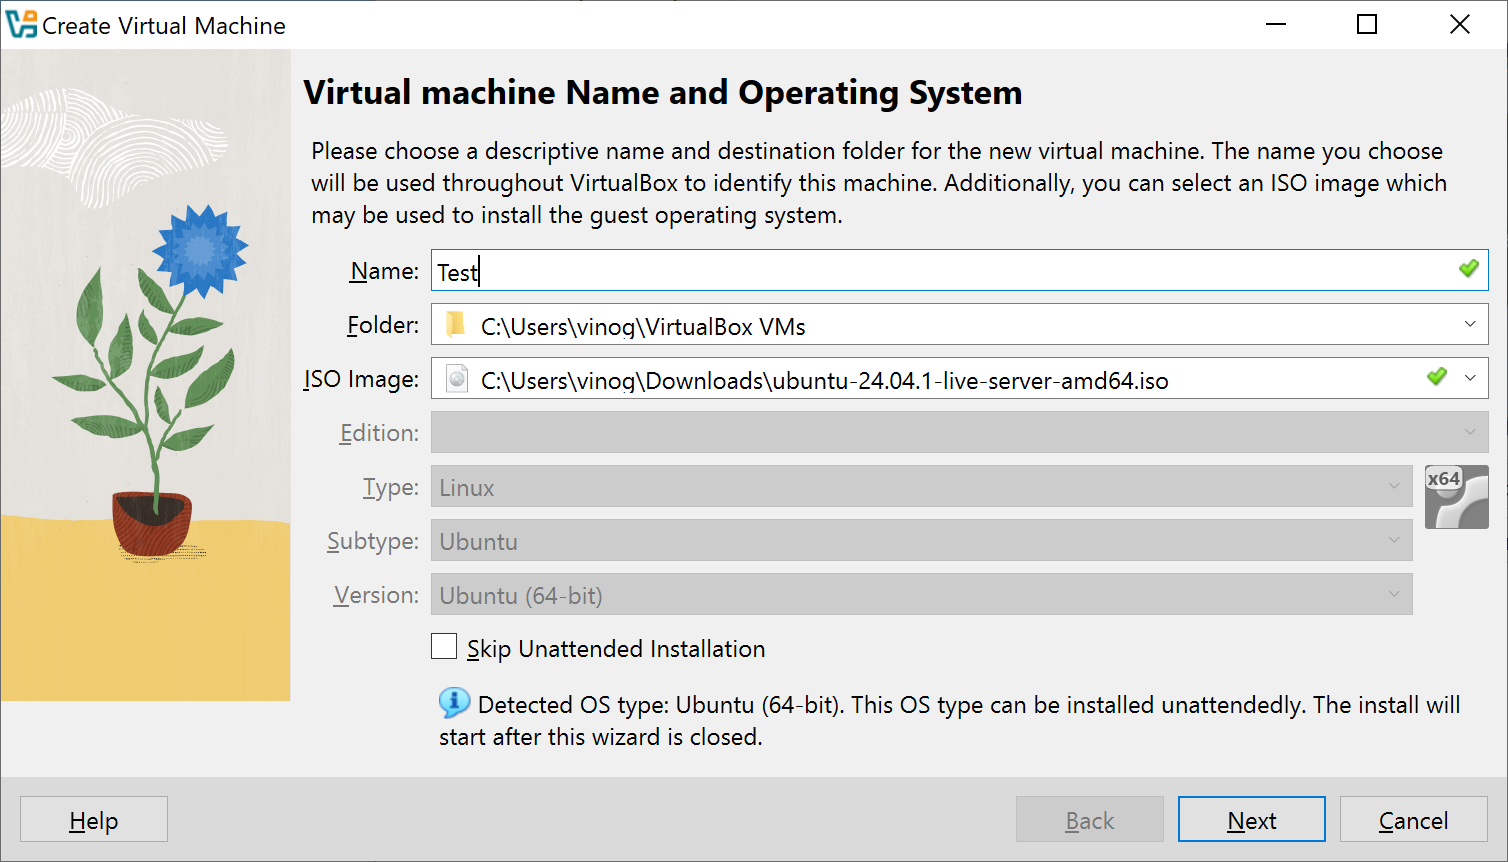 Create Virtual Machine
Virtual machine Name and Operating System
Please choose a descriptive name and destination folder for the new virtual machine. The name you choose
will be used throughout VirtualBox to identify this machine. Additionally, you can select an ISO image which
may be used to install the guest operating system.
Name: Test
Folder: C:\Users\vinog\VirtualBox VMs
ISO Image: C:\Users\vinog\Downloads\ubuntu-24.04.1-live-server-amd64.iso
Edition:
Type: Linux x64
Subtype: Ubuntu
Version: Ubuntu (64-bit)
Skip Unattended Installation
Detected OS type: Ubuntu (64-bit). This OS type can be installed unattendedly. The install will
start after this wizard is closed.
Help Back Next Cancel